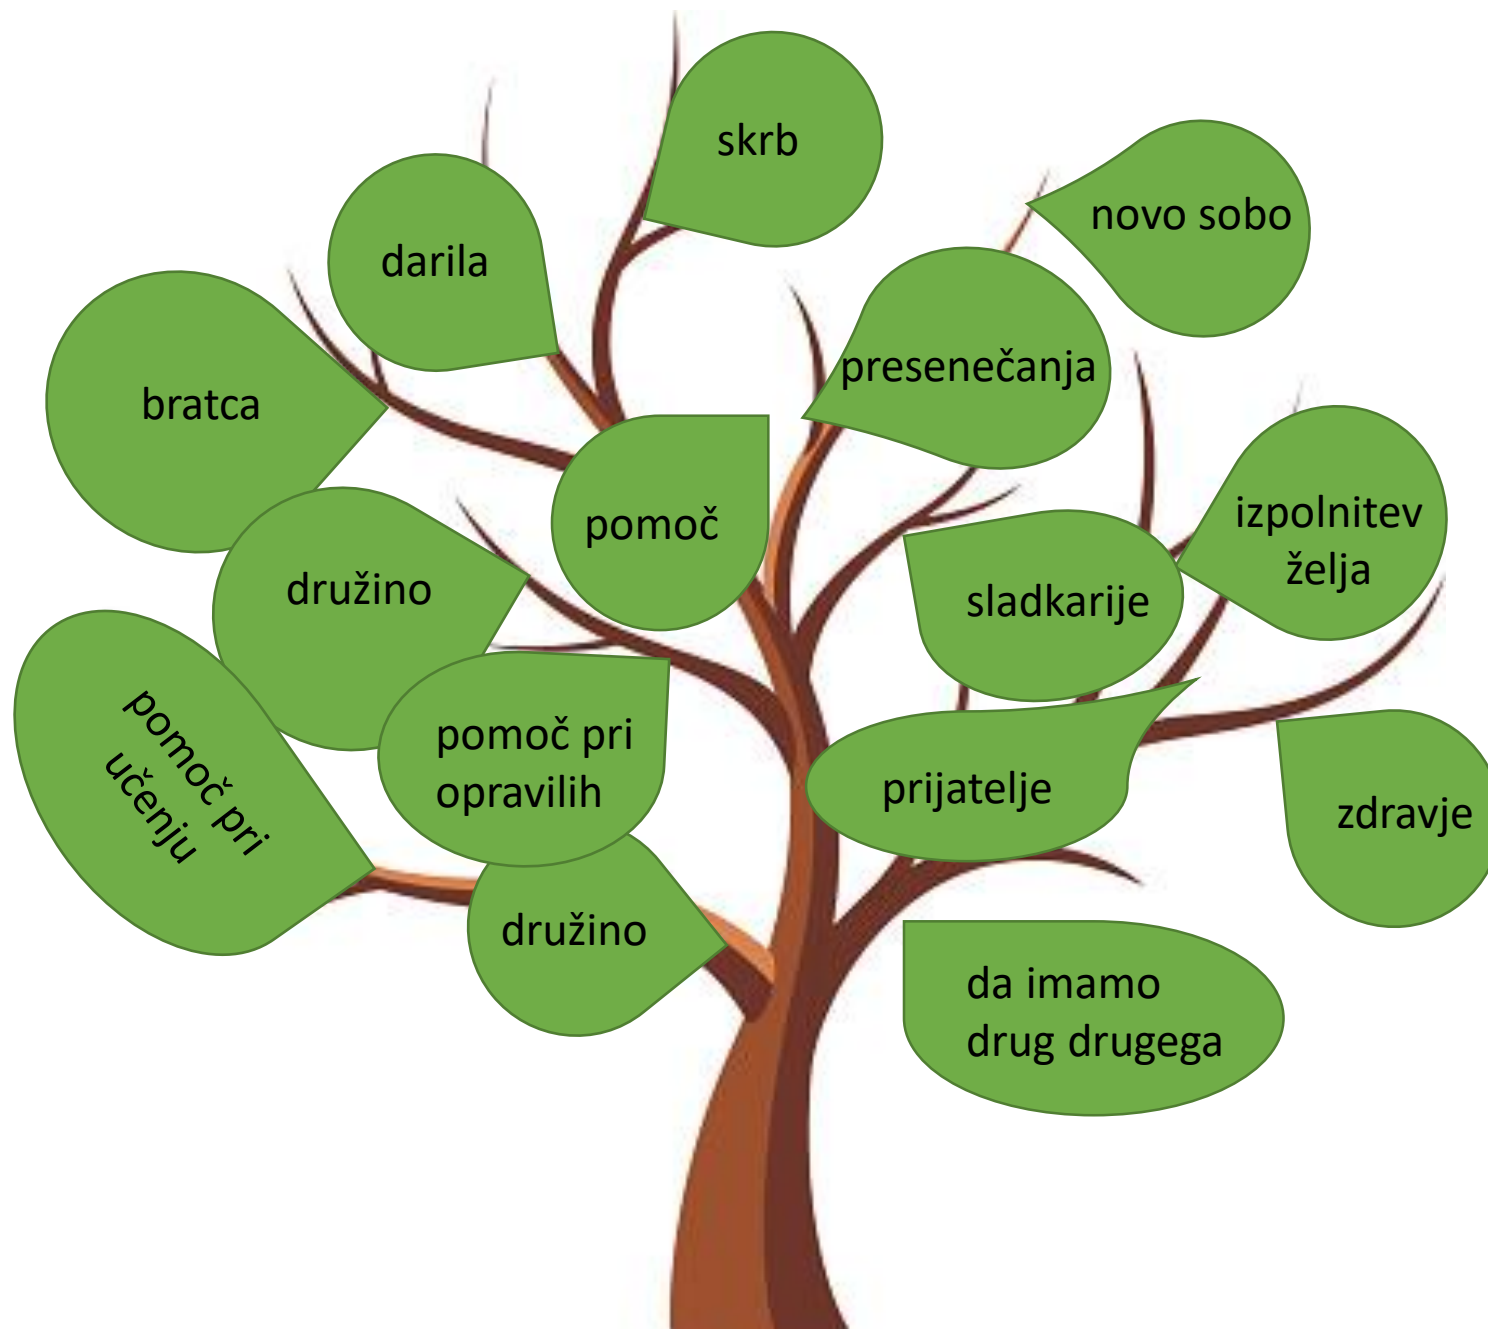 skrb
novo sobo
darila
presenečanja
bratca
izpolnitev
želja
pomoč
družino
sladkarije
pomoč pri
učenju
pomoč pri
opravilih
prijatelje
zdravje
družino
da imamo
drug drugega